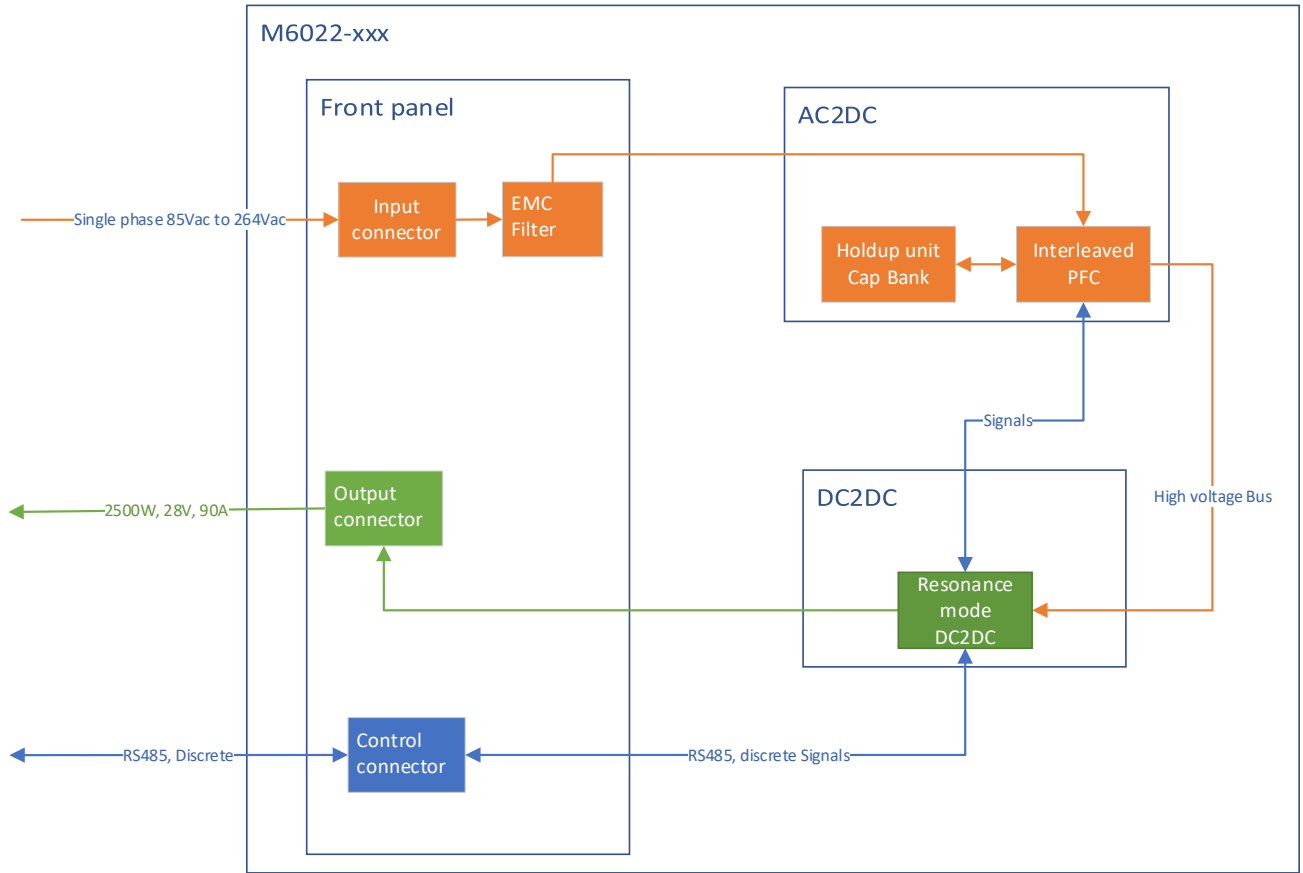 M6022-xxx
Front panel
AC2DC
Input
connector
EMC
Filter
Single phase 85Vac to 264Vac
Holdup unit
Cap Bank
Interleaved
PFC
Signals
Output
connector
2500W, 28V, 90A
DC2DC
High voltage Bus
Resonance
mode
DC2DC
Control
connector
RS485, Discrete
RS485, discrete Signals